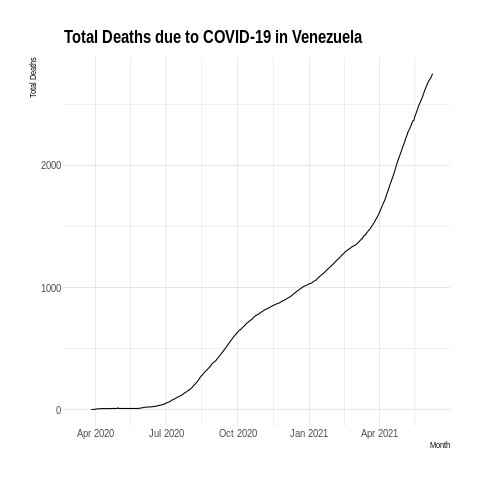 Total Deaths due to COVID-19 in Venezuela
Total Deaths
2000
1000
0
Apr 2020 Jul 2020 Oct 2020 Jan 2021 Apr 2021
Month